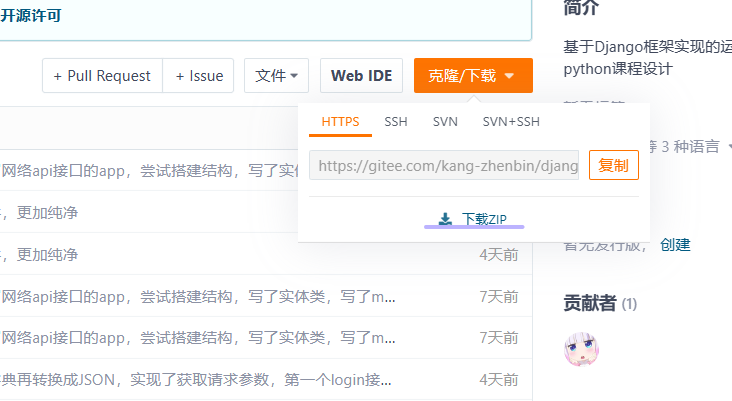 开源许可
+ Pull Request
+ Issue
文件
Web IDE
克隆/下载
HTTPS
SSH
SVN
SVN+SSH
https://gitee.com/kang-zhenbin/djang
复制
下载ZIP
网络api接口的app，尝试搭建结构，写了实体
，更加纯净
，更加纯净
4天前
网络api接口的app，尝试搭建结构，写了实体类，写了m...
7天前
网络api接口的app，尝试搭建结构，写了实体类，写了m...
7天前
典再转换成JSON，实现了获取请求参数，第一个login接...
4天前
简介
基于Django框架实现的运
python课程设计
等 3 种语言
暂无发行版，创建
贡献者 (1)